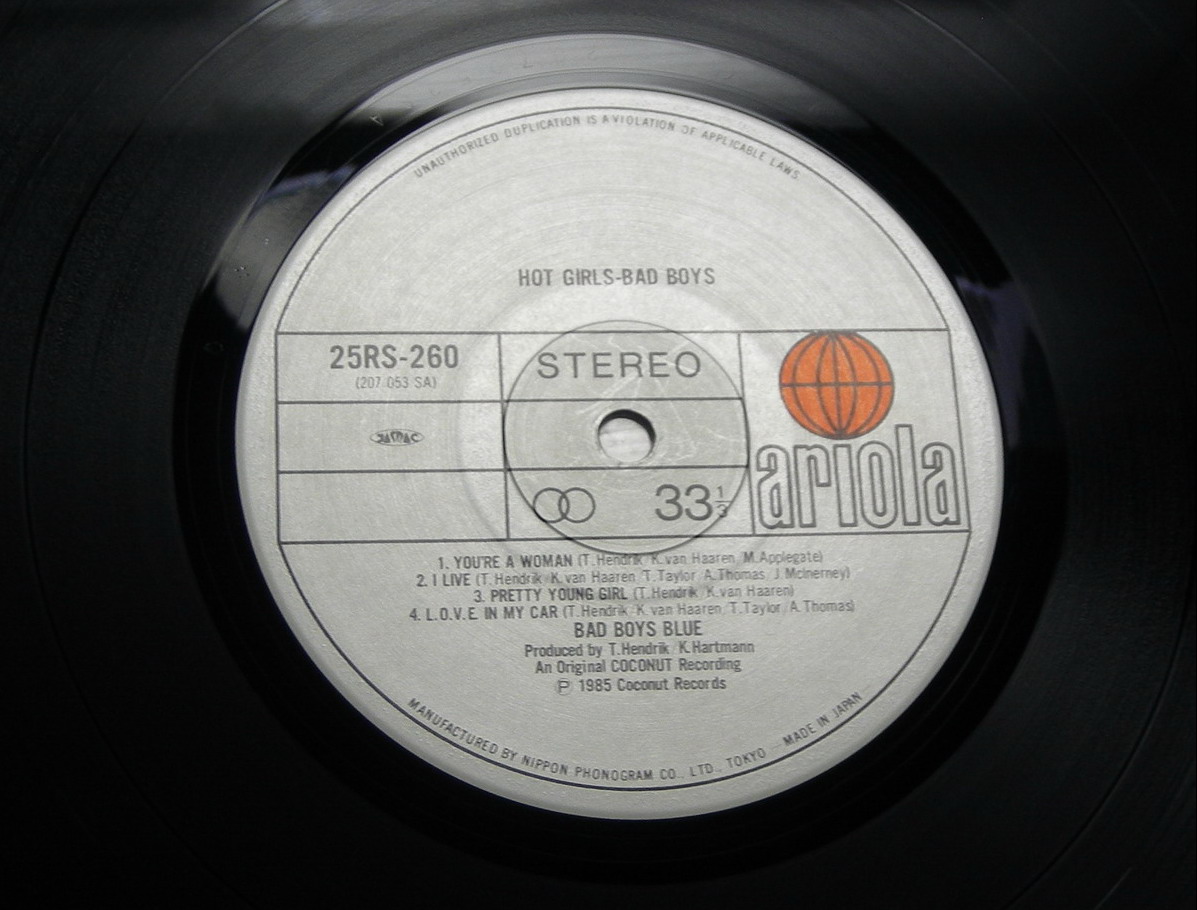 UNAUTHORIZED DUPLICATION IS A VIOLATION OF APPLICABLE LAWS
HOT GIRLS-BAD BOYS
25RS-260
(207 053 SA)
JASRAC
STEREO
33 1/3
ariola
1. YOU'RE A WOMAN (T.Hendrik/K.van Haaren/M.Applegate)
2. I LIVE (T.Hendrik/K.van Haaren/T.Taylor/A.Thomas/J.McInerney)
3. PRETTY YOUNG GIRL (T.Hendrik/K.van Haaren)
4. L.O.V.E. IN MY CAR (T.Hendrik/K.van Haaren/T.Taylor/A.Thomas)
BAD BOYS BLUE
Produced by T.Hendrik/K.Hartmann
An Original COCONUT Recording
Ⓟ 1985 Coconut Records
MANUFACTURED BY NIPPON PHONOGRAM CO., LTD., TOKYO — MADE IN JAPAN